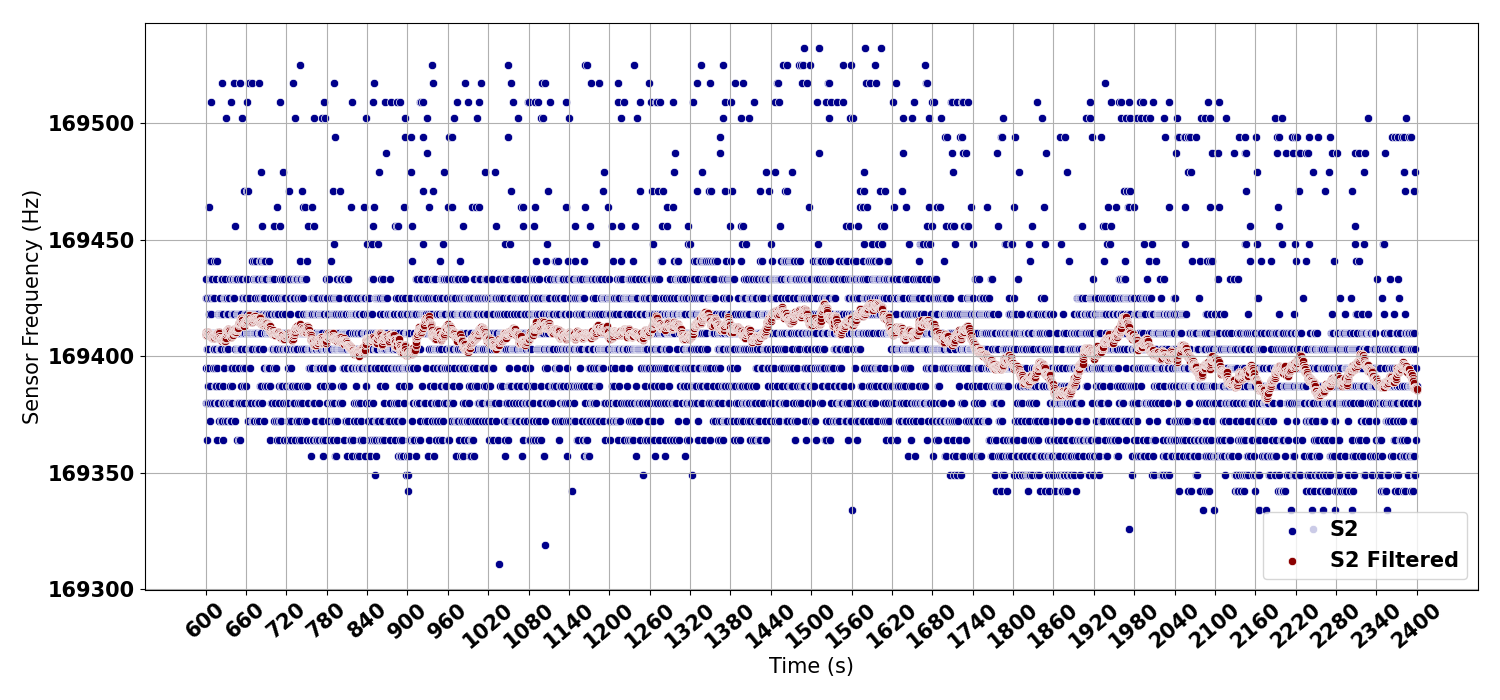 169500
169450
169400
169350
169300
Sensor Frequency (Hz)
S2
S2 Filtered
600 660 720 780 840 900 960 1020 1080 1140 1200 1260 1320 1380 1440 1500 1560 1620 1680 1740 1800 1860 1920 1980 2040 2100 2160 2220 2280 2340 2400
Time (s)